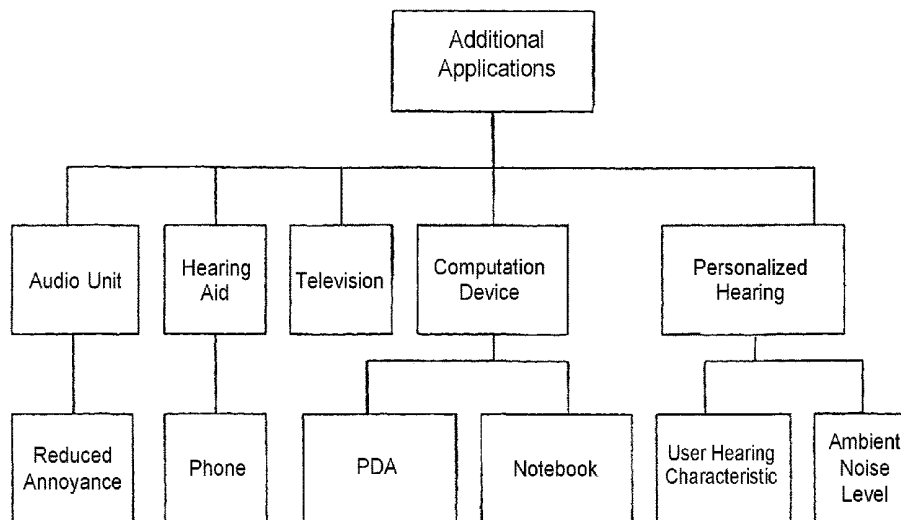 Additional
Applications
Audio Unit
Hearing
Aid
Television
Computation
Device
Personalized
Hearing
Reduced
Annoyance
Phone
PDA
Notebook
User Hearing
Characteristic
Ambient
Noise
Level